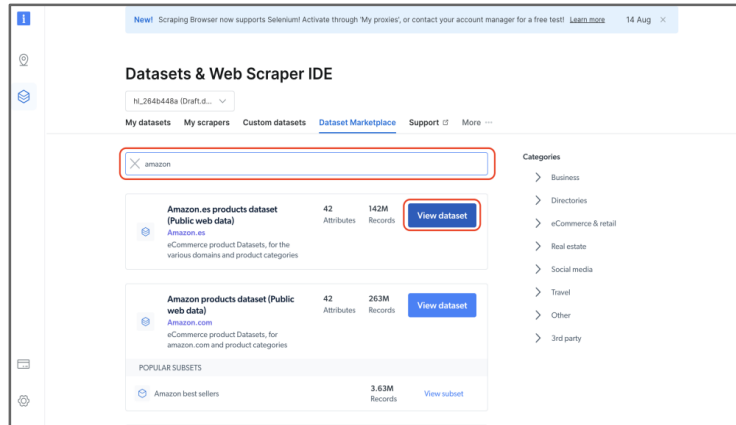 New! Scraping Browser now supports Selenium! Activate through 'My proxies', or contact your account manager for a free test! Learn more 14 Aug
Datasets & Web Scraper IDE
hl_264b448a (Draft.d...
My datasets My scrapers Custom datasets Dataset Marketplace Support More ...
amazon
Amazon.es products dataset
(Public web data)
Amazon.es
eCommerce product Datasets, for the
various domains and product categories
42
Attributes
142M
Records
View dataset
Amazon products dataset (Public
web data)
Amazon.com
eCommerce product Datasets, for
amazon.com and product categories
42
Attributes
263M
Records
View dataset
POPULAR SUBSETS
Amazon best sellers
3.63M
Records
View subset
Categories
Business
Directories
eCommerce & retail
Real estate
Social media
Travel
Other
3rd party